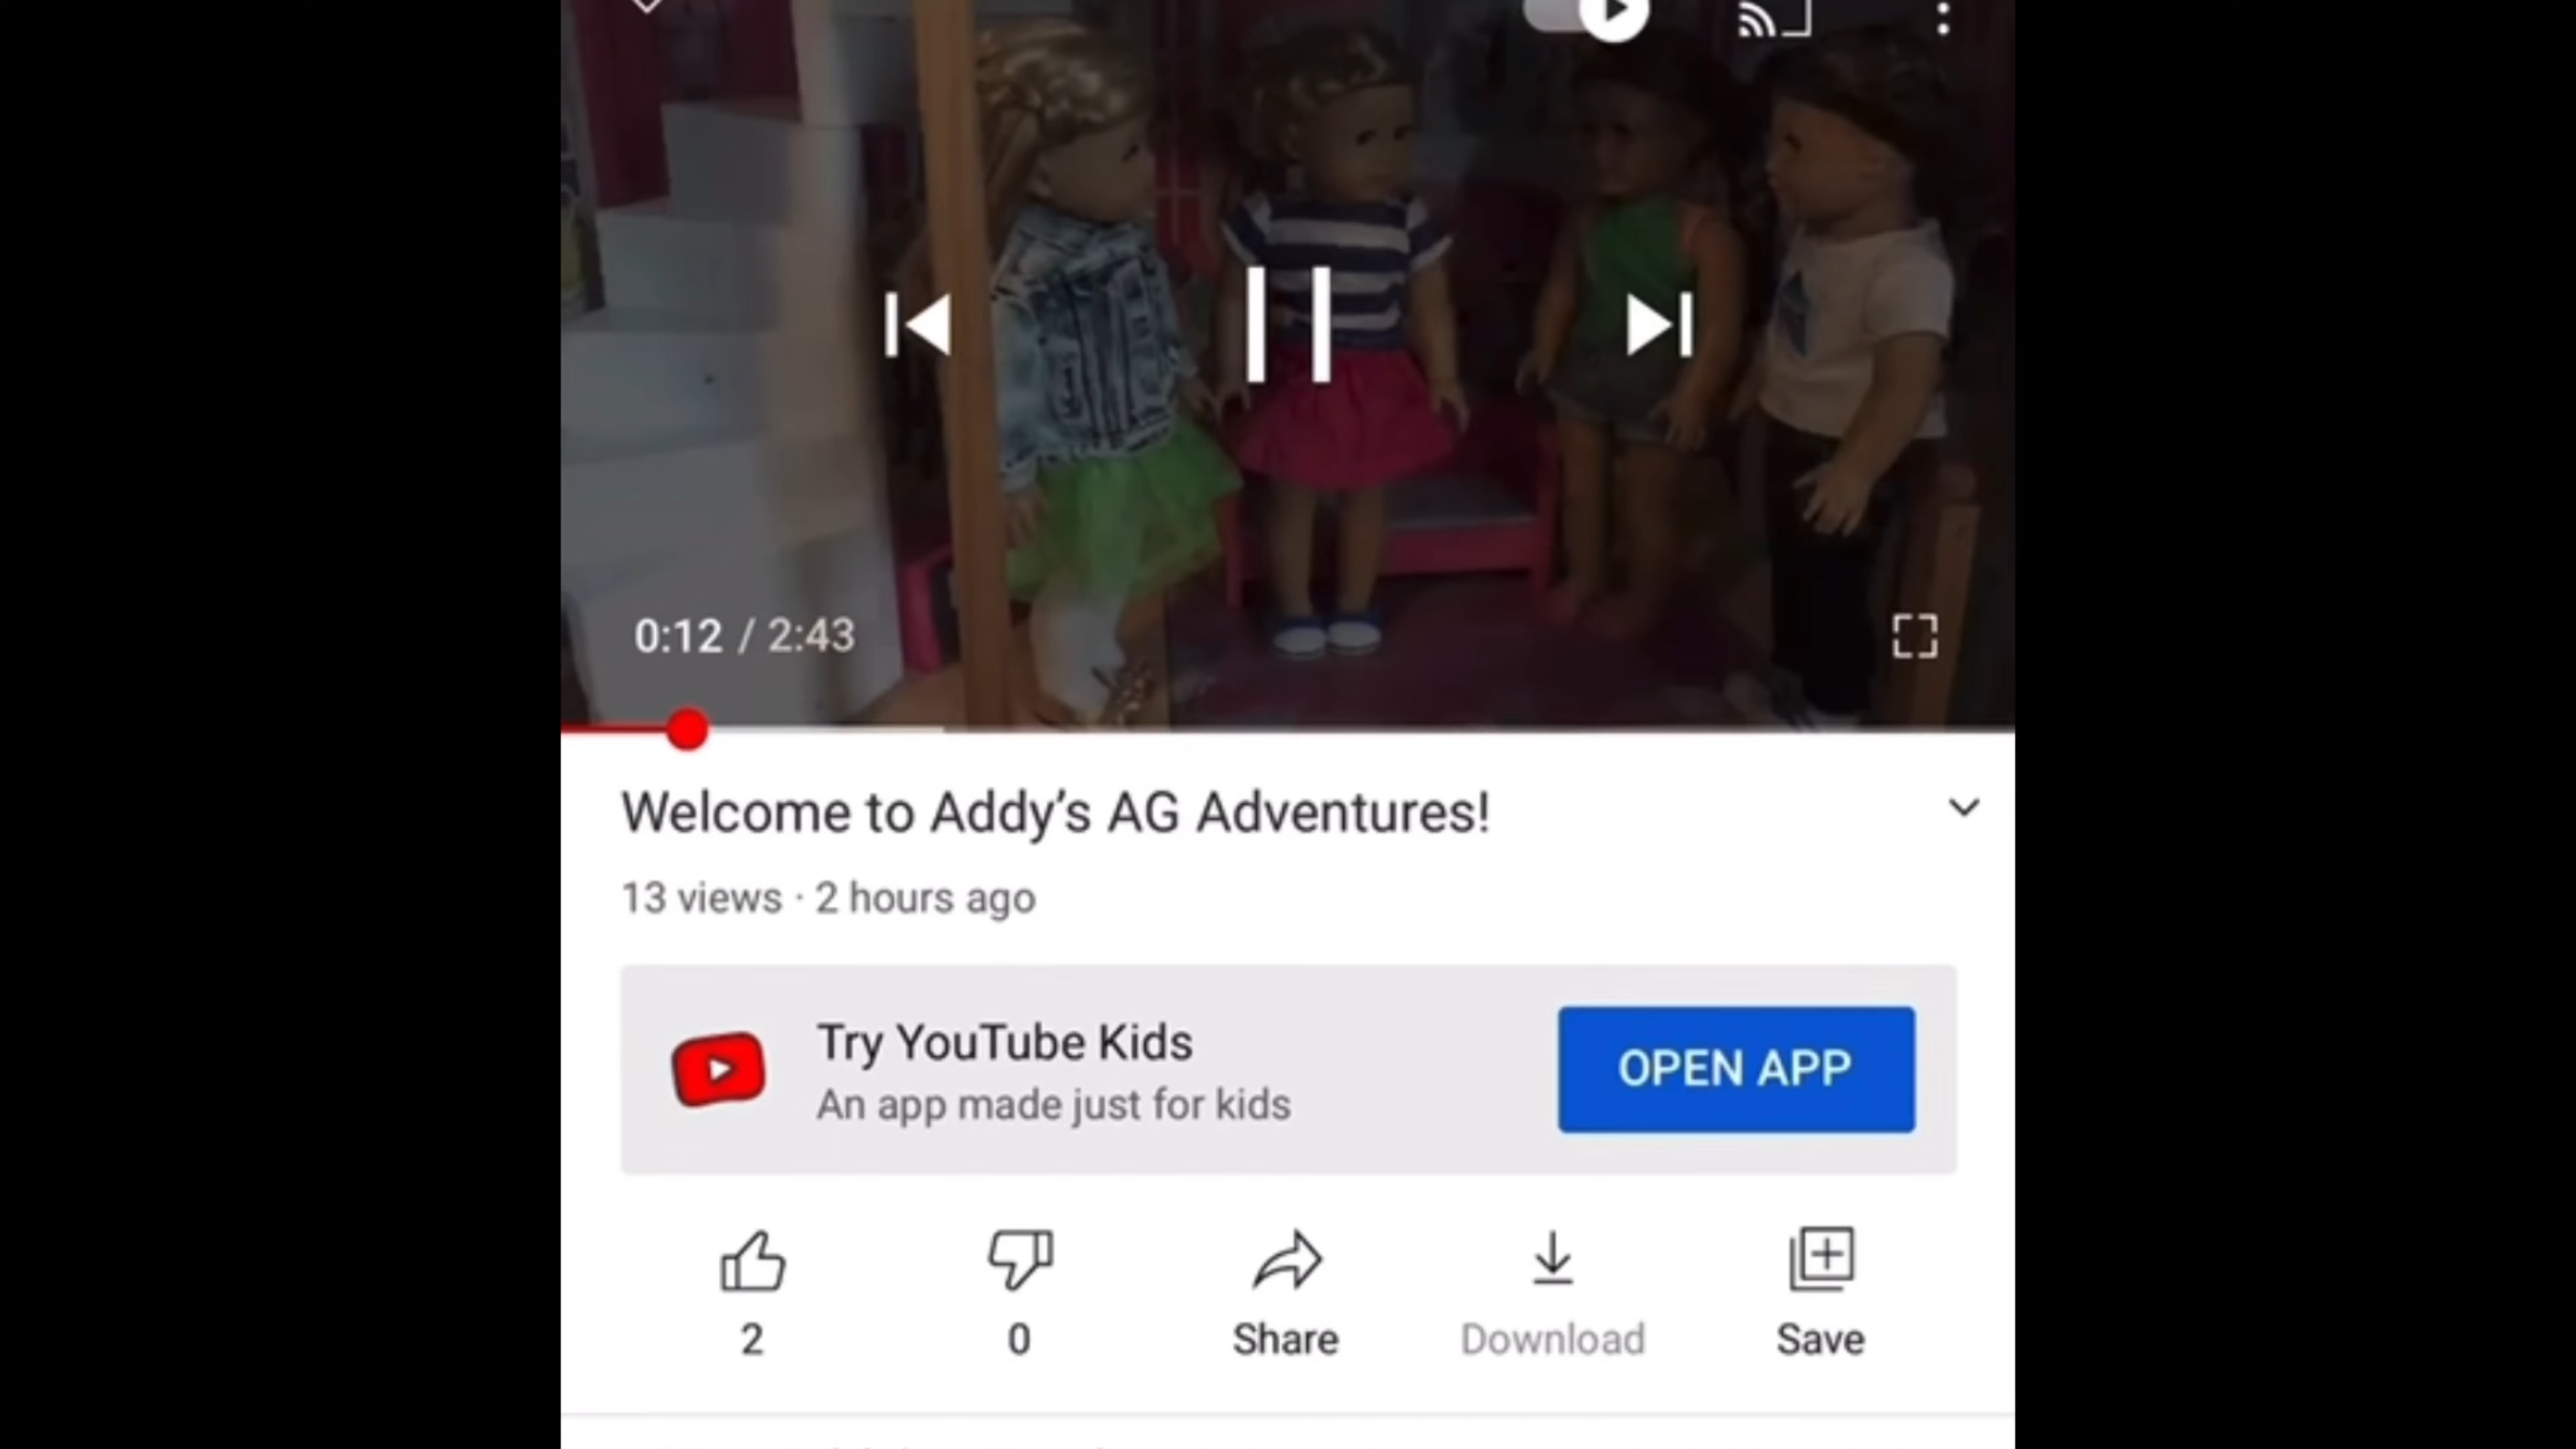 0:12 / 2:43
Welcome to Addy’s AG Adventures!
13 views · 2 hours ago
Try YouTube Kids
An app made just for kids
OPEN APP
2
0
Share
Download
Save